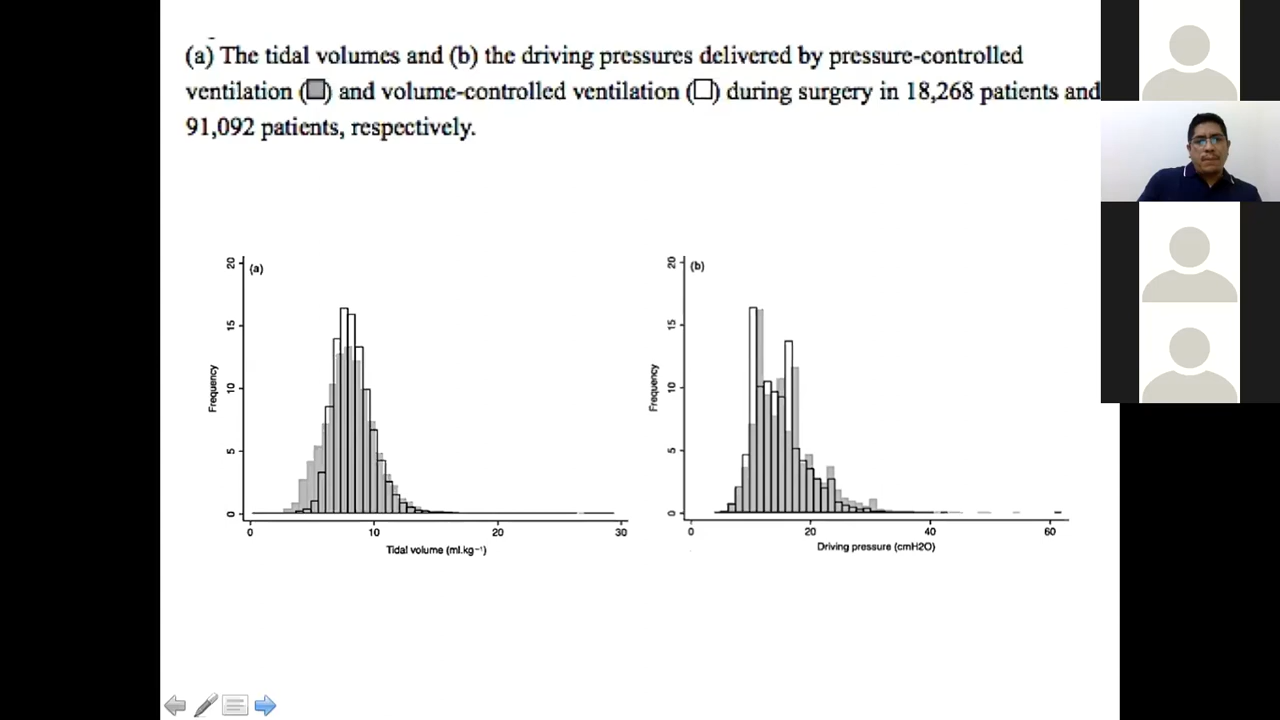 (a) The tidal volumes and (b) the driving pressures delivered by pressure-controlled
ventilation (■) and volume-controlled ventilation (□) during surgery in 18,268 patients and
91,092 patients, respectively.
(a)
20
15
10
5
0
Frequency
0 10 20 30
Tidal volume (ml.kg⁻¹)
(b)
20
15
10
5
0
Frequency
0 20 40 60
Driving pressure (cmH2O)